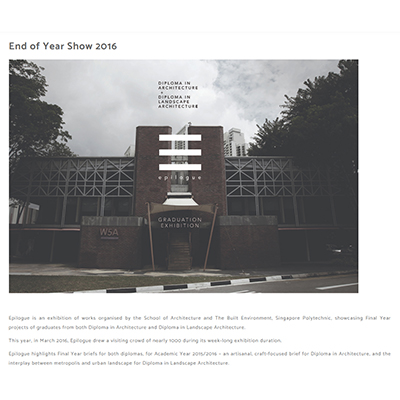 End of Year Show 2016
DIPLOMA IN
ARCHITECTURE
+
DIPLOMA IN
LANDSCAPE
ARCHITECTURE
epilogue
GRADUATION
EXHIBITION.
WSA
Epilogue is an exhibition of works organised by the School of Architecture and The Built Environment, Singapore Polytechnic, showcasing Final Year
projects of graduates from both Diploma in Architecture and Diploma in Landscape Architecture.
This year, in March 2016, Epilogue drew a visiting crowd of nearly 1000 during its week-long exhibition duration.
Epilogue highlights Final Year briefs for both diplomas, for Academic Year 2015/2016 – an artisanal, craft-focused brief for Diploma in Architecture, and the
interplay between metropolis and urban landscape for Diploma in Landscape Architecture.